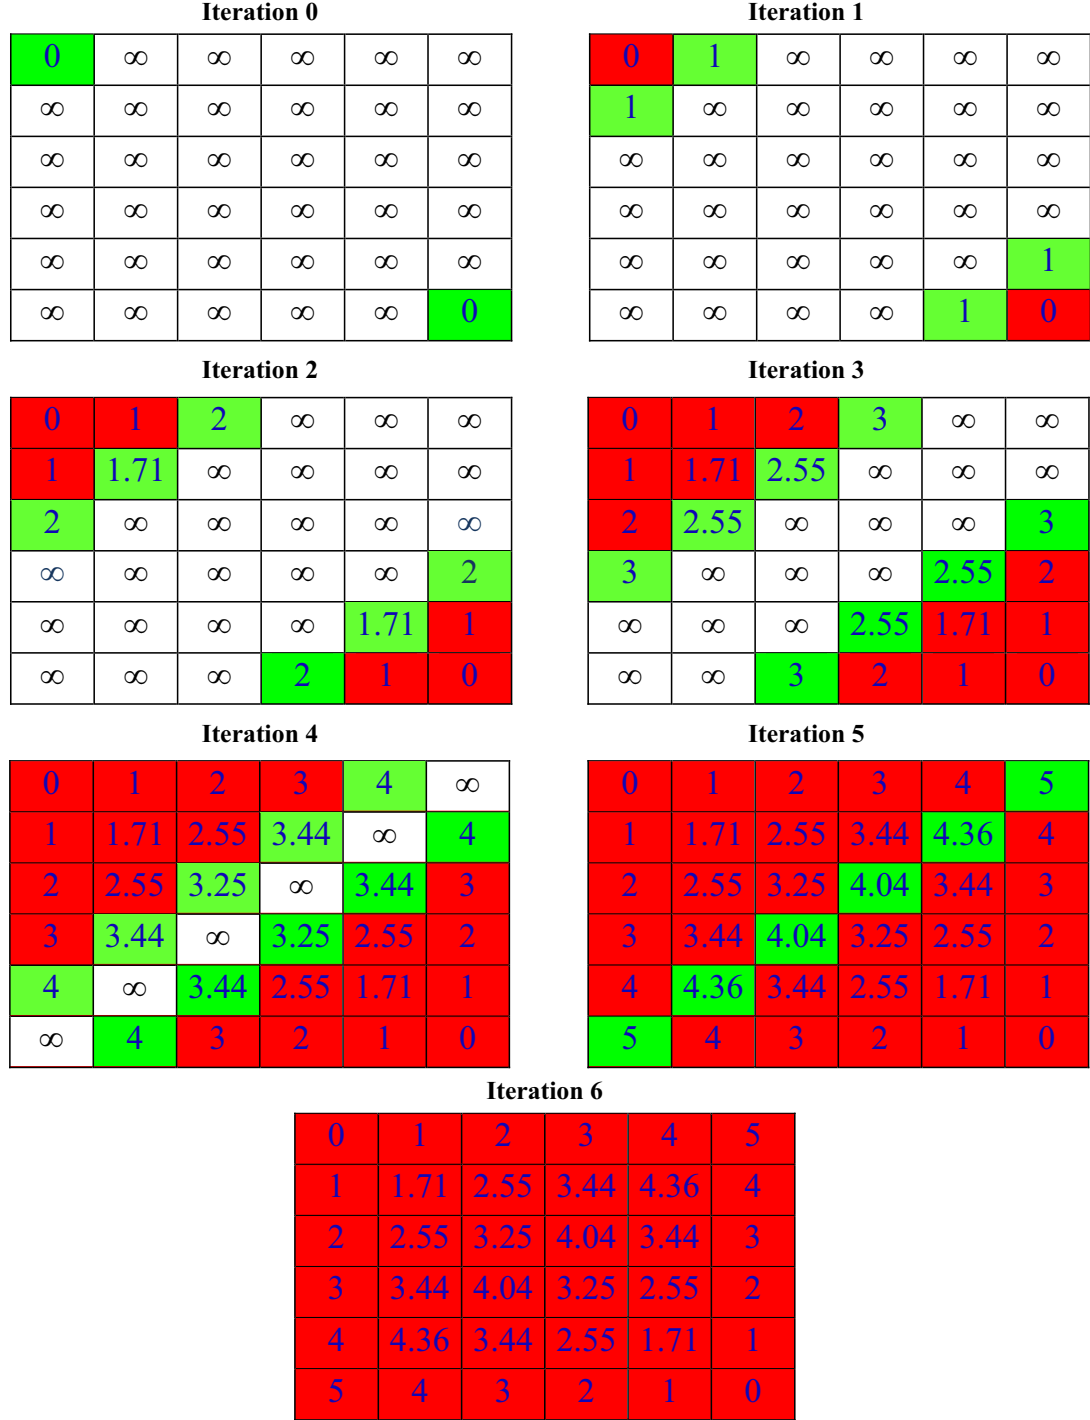 Iteration 0 Iteration 1
0 ∞ ∞ ∞ ∞ ∞ 0 1 ∞ ∞ ∞ ∞
∞ ∞ ∞ ∞ ∞ ∞ 1 ∞ ∞ ∞ ∞ ∞
∞ ∞ ∞ ∞ ∞ ∞ ∞ ∞ ∞ ∞ ∞ ∞
∞ ∞ ∞ ∞ ∞ ∞ ∞ ∞ ∞ ∞ ∞ ∞
∞ ∞ ∞ ∞ ∞ ∞ ∞ ∞ ∞ ∞ ∞ 1
∞ ∞ ∞ ∞ ∞ 0 ∞ ∞ ∞ ∞ 1 0
Iteration 2 Iteration 3
0 1 2 ∞ ∞ ∞ 0 1 2 3 ∞ ∞
1 1.71 ∞ ∞ ∞ ∞ 1 1.71 2.55 ∞ ∞ ∞
2 ∞ ∞ ∞ ∞ ∞ 2 2.55 ∞ ∞ ∞ 3
∞ ∞ ∞ ∞ ∞ 2 3 ∞ ∞ ∞ 2.55 2
∞ ∞ ∞ ∞ 1.71 1 ∞ ∞ ∞ 2.55 1.71 1
∞ ∞ ∞ 2 1 0 ∞ ∞ 3 2 1 0
Iteration 4 Iteration 5
0 1 2 3 4 ∞ 0 1 2 3 4 5
1 1.71 2.55 3.44 ∞ 4 1 1.71 2.55 3.44 4.36 4
2 2.55 3.25 ∞ 3.44 3 2 2.55 3.25 4.04 3.44 3
3 3.44 ∞ 3.25 2.55 2 3 3.44 4.04 3.25 2.55 2
4 ∞ 3.44 2.55 1.71 1 4 4.36 3.44 2.55 1.71 1
∞ 4 3 2 1 0 5 4 3 2 1 0
Iteration 6
0 1 2 3 4 5
1 1.71 2.55 3.44 4.36 4
2 2.55 3.25 4.04 3.44 3
3 3.44 4.04 3.25 2.55 2
4 4.36 3.44 2.55 1.71 1
5 4 3 2 1 0